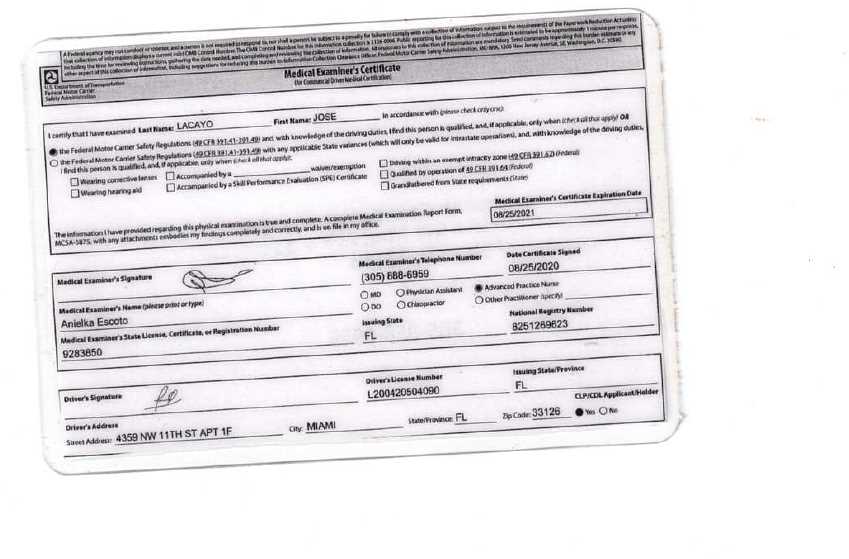 A Federal agency may not conduct or sponsor, and a person is not required to respond to, nor shall a person be subject to a penalty for failure to comply with a collection of information subject to the requirements of the Paperwork Reduction Act unless
that collection of information displays a current valid OMB Control Number. The OMB Control Number for this information collection is 2126-0006. Public reporting for this collection of information is estimated to be approximately 1 minute per response,
including the time for reviewing instructions, gathering the data needed, and completing and reviewing the collection of information. All responses to this collection of information are mandatory. Send comments regarding this burden estimate or any
other aspect of this collection of information, including suggestions for reducing this burden to: Information Collection Clearance Officer, Federal Motor Carrier Safety Administration, MC-RRA, 1200 New Jersey Avenue, SE, Washington, D.C. 20590.
U.S. Department of Transportation
Federal Motor Carrier
Safety Administration
Medical Examiner's Certificate
(for Commercial Driver Medical Certification)
I certify that I have examined Last Name: LACAYO First Name: JOSE in accordance with (please check only one):
the Federal Motor Carrier Safety Regulations (49 CFR 391.41-391.49) and, with knowledge of the driving duties, I find this person is qualified, and, if applicable, only when (check all that apply) OR
the Federal Motor Carrier Safety Regulations (49 CFR 391.41-391.49) with any applicable State variances (which will only be valid for intrastate operations), and, with knowledge of the driving duties,
I find this person is qualified, and, if applicable, only when (check all that apply):
Wearing corrective lenses Accompanied by a waiver/exemption Driving within an exempt intracity zone (49 CFR 391.62) (Federal)
Wearing hearing aid Accompanied by a Skill Performance Evaluation (SPE) Certificate Qualified by operation of 49 CFR 391.64 (Federal)
Grandfathered from State requirements (State)
The information I have provided regarding this physical examination is true and complete. A complete Medical Examination Report Form,
MCSA-5875, with any attachments embodies my findings completely and correctly, and is on file in my office.
Medical Examiner's Certificate Expiration Date
08/25/2021
Medical Examiner's Signature
Medical Examiner's Telephone Number
(305) 888-6959
Date Certificate Signed
08/25/2020
Medical Examiner's Name (please print or type)
Anielka Escoto
MD Physician Assistant Advanced Practice Nurse
DO Chiropractor Other Practitioner (specify)
Medical Examiner's State License, Certificate, or Registration Number
9283850
Issuing State
FL
National Registry Number
8251269823
Driver's Signature
Driver's License Number
L200420504090
Issuing State/Province
FL
Driver's Address
Street Address: 4359 NW 11TH ST APT 1F City: MIAMI State/Province: FL Zip Code: 33126
CLP/CDL Applicant/Holder
Yes No